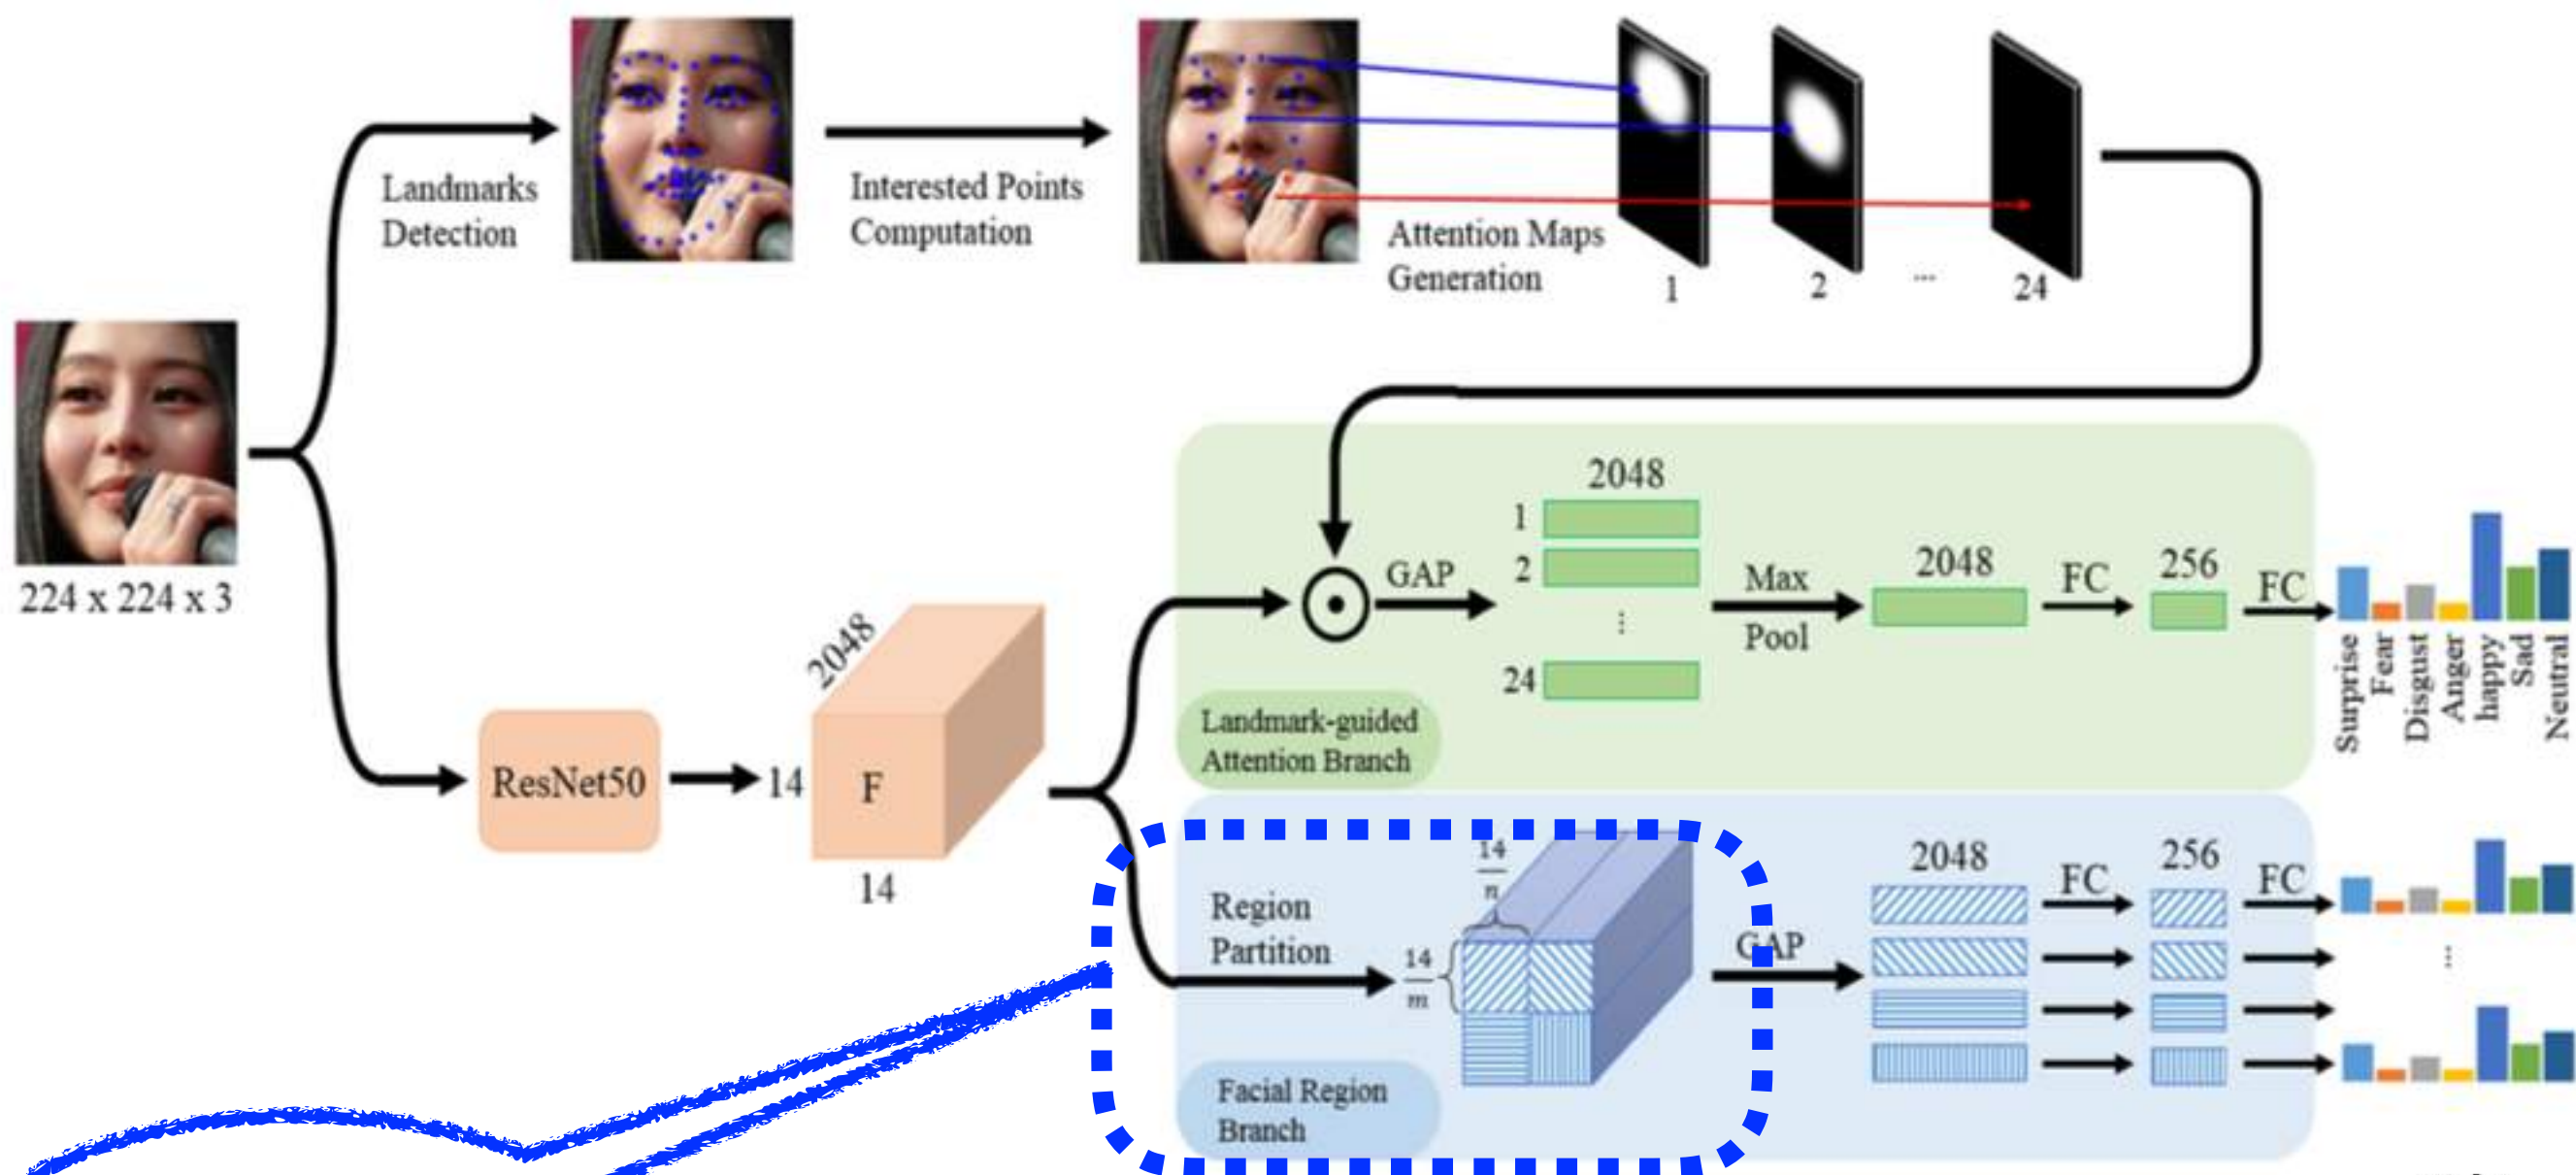 Landmarks
Detection
Interested Points
Computation
Attention Maps
Generation
1
2
...
24
224 x 224 x 3
ResNet50
14
2048
F
14
GAP
2048
1
2
⋮
24
Max
Pool
2048
FC
256
FC
Surprise
Fear
Disgust
Anger
happy
Sad
Neutral
Landmark-guided
Attention Branch
Region
Partition
14
n
14
m
GAP
2048
FC
256
FC
...
Facial Region
Branch